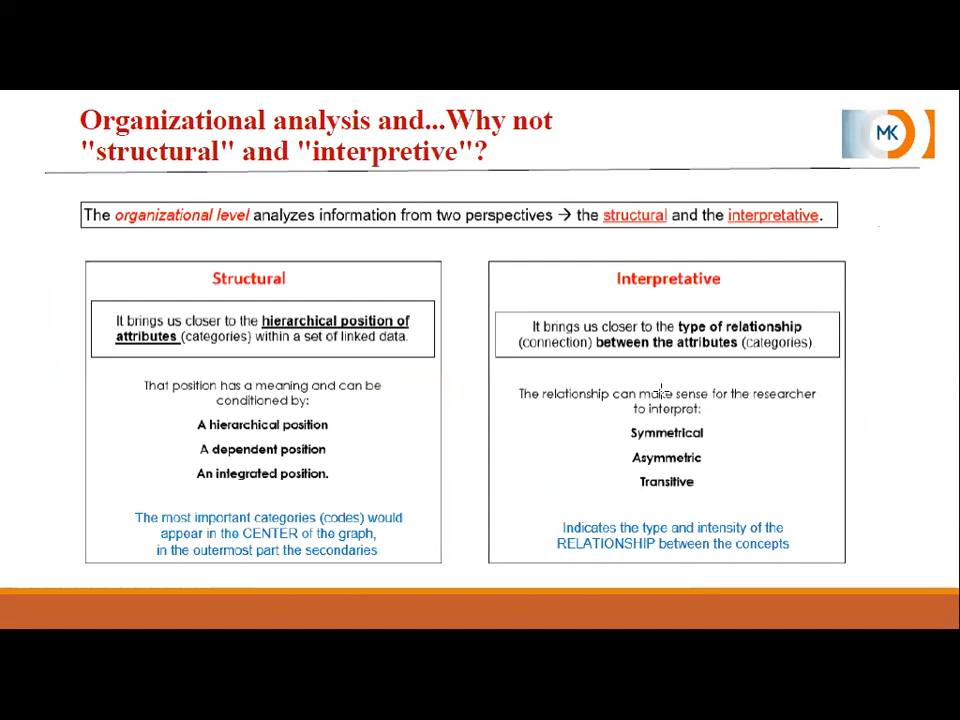 Organizational analysis and...Why not
"structural" and "interpretive"?
MK
The organizational level analyzes information from two perspectives → the structural and the interpretative.
Structural
It brings us closer to the hierarchical position of
attributes (categories) within a set of linked data.
That position has a meaning and can be
conditioned by:
A hierarchical position
A dependent position
An integrated position.
The most important categories (codes) would
appear in the CENTER of the graph,
in the outermost part the secondaries
Interpretative
It brings us closer to the type of relationship
(connection) between the attributes (categories).
The relationship can make sense for the researcher
to interpret:
Symmetrical
Asymmetric
Transitive
Indicates the type and intensity of the
RELATIONSHIP between the concepts